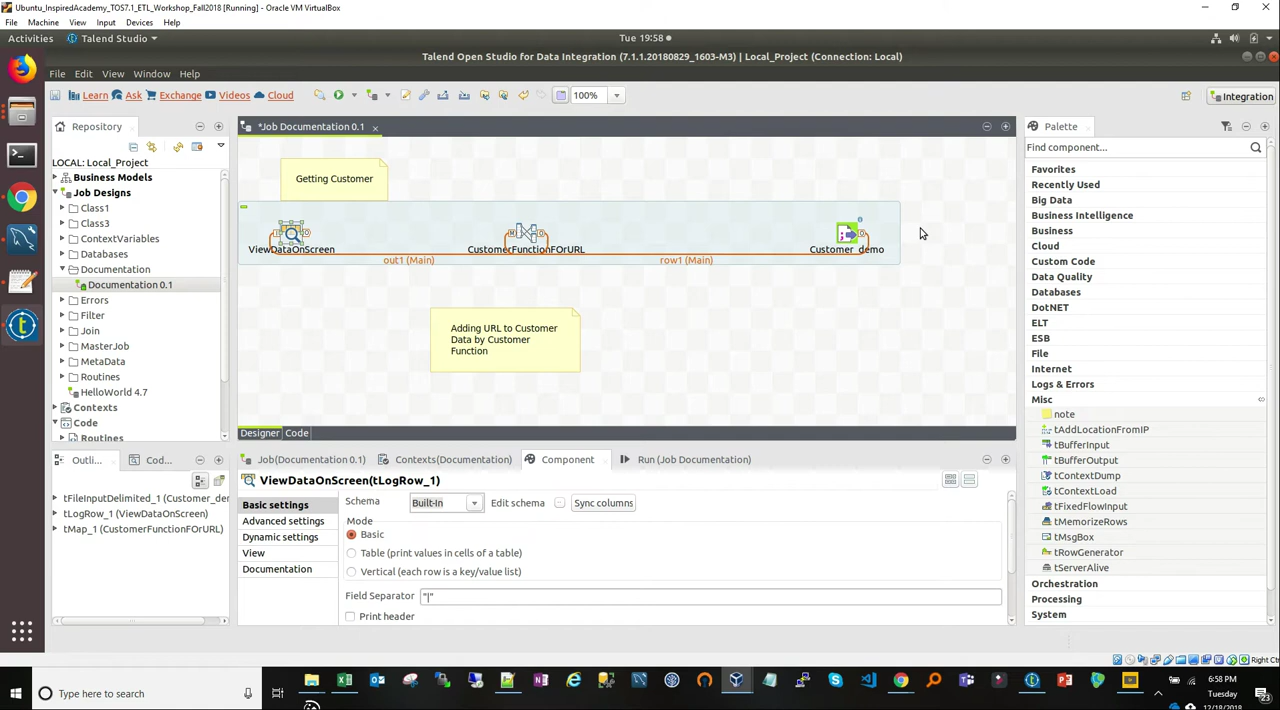 Ubuntu_InspiredAcademy_TOS7.1_ETL_Workshop_Fall2018 [Running] - Oracle VM VirtualBox
File Machine View Input Devices Help
Activities Talend Studio Tue 19:58
Talend Open Studio for Data Integration (7.1.1.20180829_1603-M3) | Local_Project (Connection: Local)
File Edit View Window Help
Learn Ask Exchange Videos Cloud 100% Integration
Repository
LOCAL: Local_Project
Business Models
Job Designs
Class1
Class3
ContextVariables
Databases
Documentation
Documentation 0.1
Errors
Filter
Join
MasterJob
MetaData
Routines
HelloWorld 4.7
Contexts
Code
Routines
*Job Documentation 0.1
Getting Customer
ViewDataOnScreen
CustomerFunctionFOrURL
Customer_demo
out1 (Main)
row1 (Main)
Adding URL to Customer
Data by Customer
Function
Designer Code
Palette
Find component...
Favorites
Recently Used
Big Data
Business Intelligence
Business
Cloud
Custom Code
Data Quality
Databases
DotNET
ELT
ESB
File
Internet
Logs & Errors
Misc
note
tAddLocationFromIP
tBufferInput
tBufferOutput
tContextDump
tContextLoad
tFixedFlowInput
tMemorizeRows
tMsgBox
tRowGenerator
tServerAlive
Orchestration
Processing
System
Outli... Cod...
tFileInputDelimited_1 (Customer_der
tLogRow_1 (ViewDataOnScreen)
tMap_1 (CustomerFunctionFOrURL)
Job(Documentation 0.1) Contexts(Documentation) Component Run (Job Documentation)
ViewDataOnScreen(tLogRow_1)
Basic settings
Advanced settings
Dynamic settings
View
Documentation
Schema Built-In Edit schema Sync columns
Mode
Basic
Table (print values in cells of a table)
Vertical (each row is a key/value list)
Field Separator "|"
Print header
Right Ct
Type here to search
6:58 PM
Tuesday
12/18/2018
23